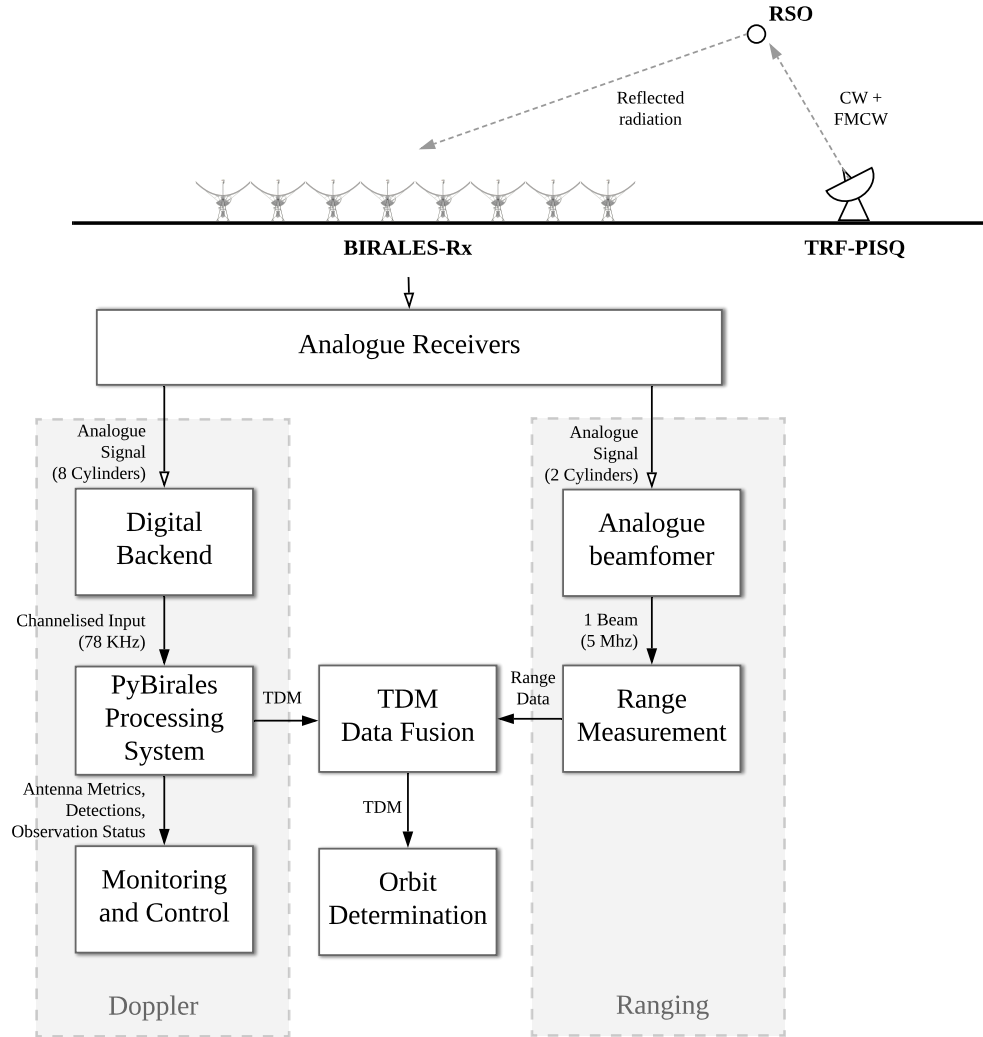 RSO
Reflected
radiation
CW +
FMCW
BIRALES-Rx
TRF-PISQ
Analogue Receivers
Analogue
Signal
(8 Cylinders)
Analogue
Signal
(2 Cylinders)
Digital
Backend
Analogue
beamfomer
Channelised Input
(78 KHz)
1 Beam
(5 Mhz)
PyBirales
Processing
System
TDM
TDM
Data Fusion
Range
Data
Range
Measurement
Antenna Metrics,
Detections,
Observation Status
TDM
Monitoring
and Control
Orbit
Determination
Doppler
Ranging